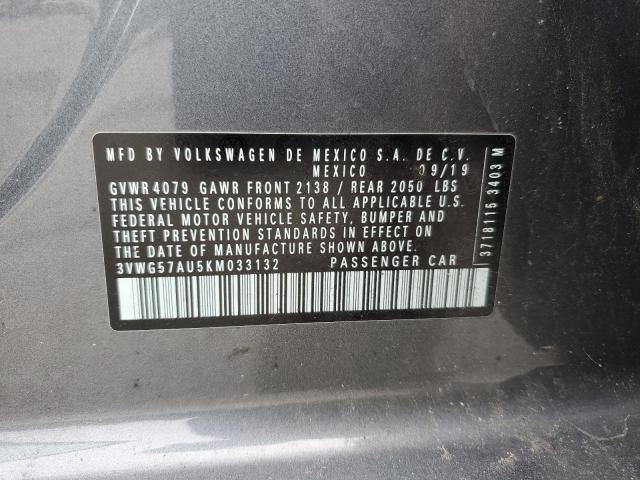 MFD BY VOLKSWAGEN DE MEXICO S.A. DE C.V.
MEXICO 09/19
GVWR 4079 GAWR FRONT 2138 / REAR 2050 LBS
THIS VEHICLE CONFORMS TO ALL APPLICABLE U.S.
FEDERAL MOTOR VEHICLE SAFETY, BUMPER AND
THEFT PREVENTION STANDARDS IN EFFECT ON
THE DATE OF MANUFACTURE SHOWN ABOVE.
3VWG57AU5KM033132 PASSENGER CAR
3718115 3403 M